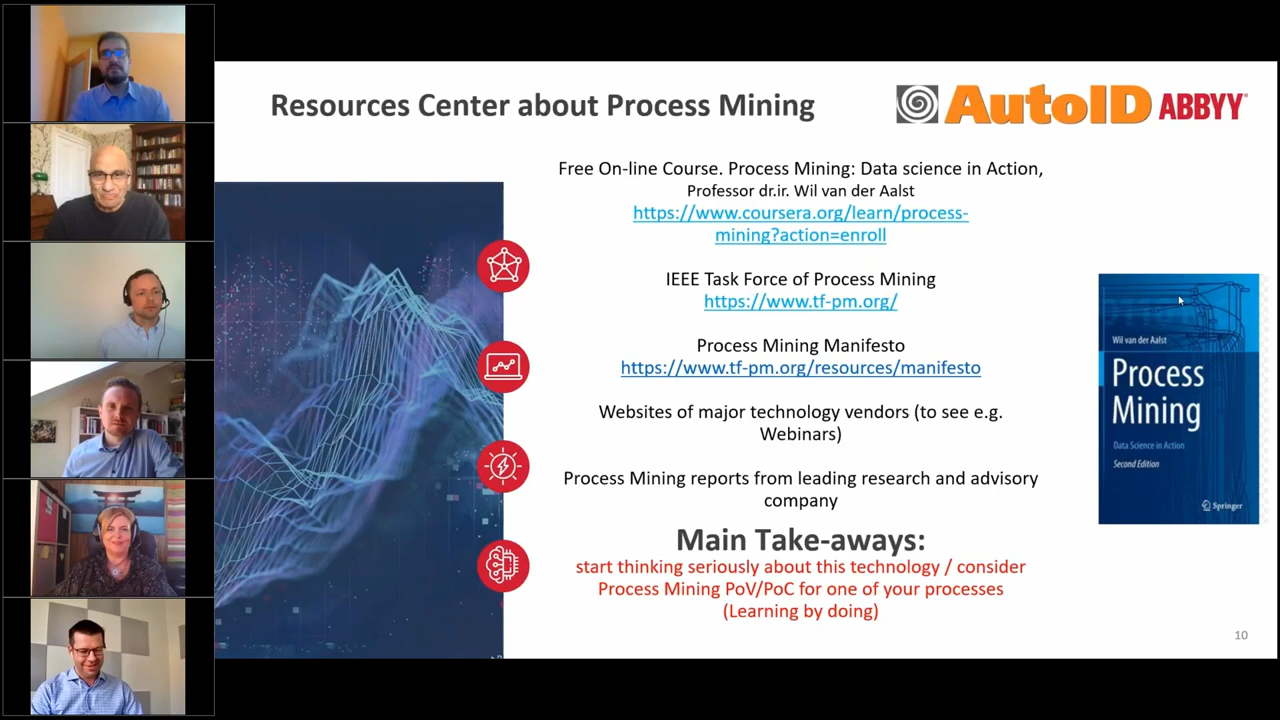 Resources Center about Process Mining
AutoID ABBYY®
Free On-line Course. Process Mining: Data science in Action,
Professor dr.ir. Wil van der Aalst
https://www.coursera.org/learn/process-
mining?action=enroll
IEEE Task Force of Process Mining
https://www.tf-pm.org/
Process Mining Manifesto
https://www.tf-pm.org/resources/manifesto
Websites of major technology vendors (to see e.g.
Webinars)
Process Mining reports from leading research and advisory
company
Main Take-aways:
start thinking seriously about this technology / consider
Process Mining PoV/PoC for one of your processes
(Learning by doing)
Wil van der Aalst
Process
Mining
Data Science in Action
Second Edition
Springer
10